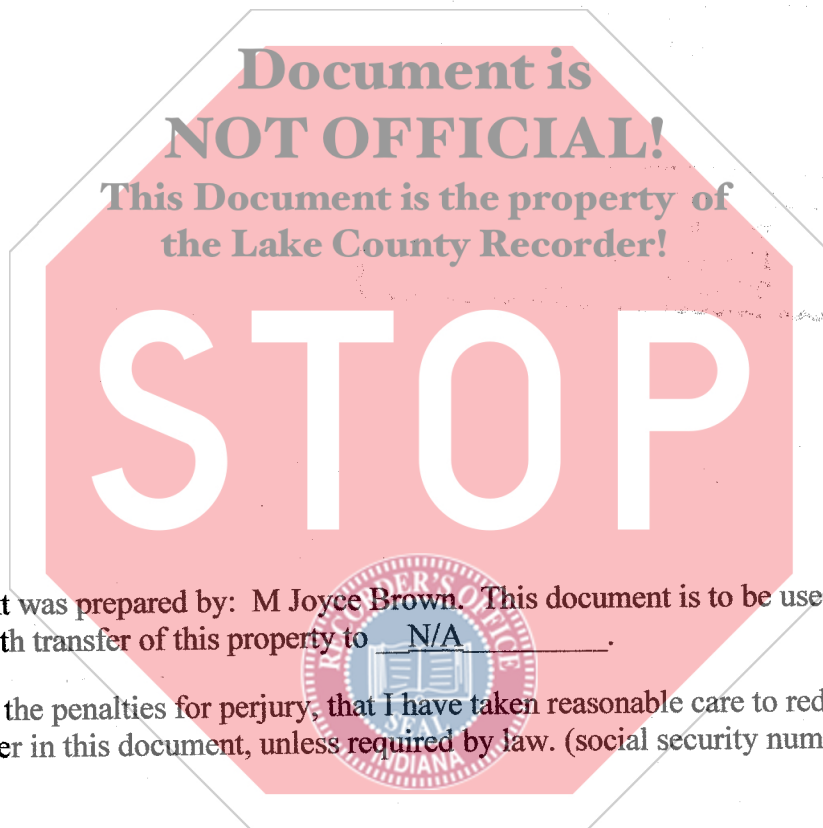 Document is
NOT OFFICIAL!
This Document is the property of
the Lake County Recorder!
STOP
t was prepared by: M Joyce Brown. This document is to be use
th transfer of this property to N/A.
the penalties for perjury, that I have taken reasonable care to red
er in this document, unless required by law. (social security num
RECORDER'S OFFICE
SEAL
INDIANA